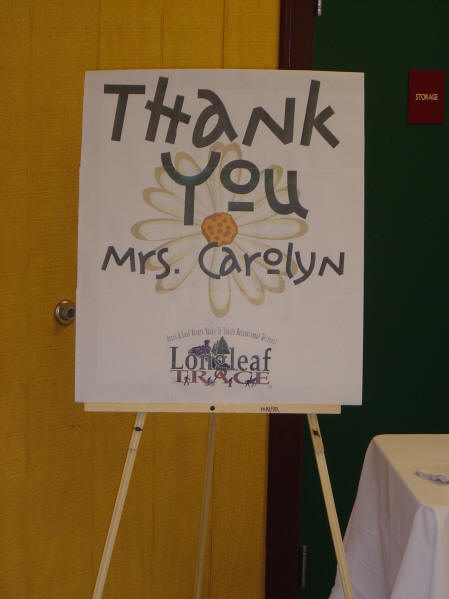 Thank
You
Mrs. Carolyn
Longleaf
TRACE
STORAGE